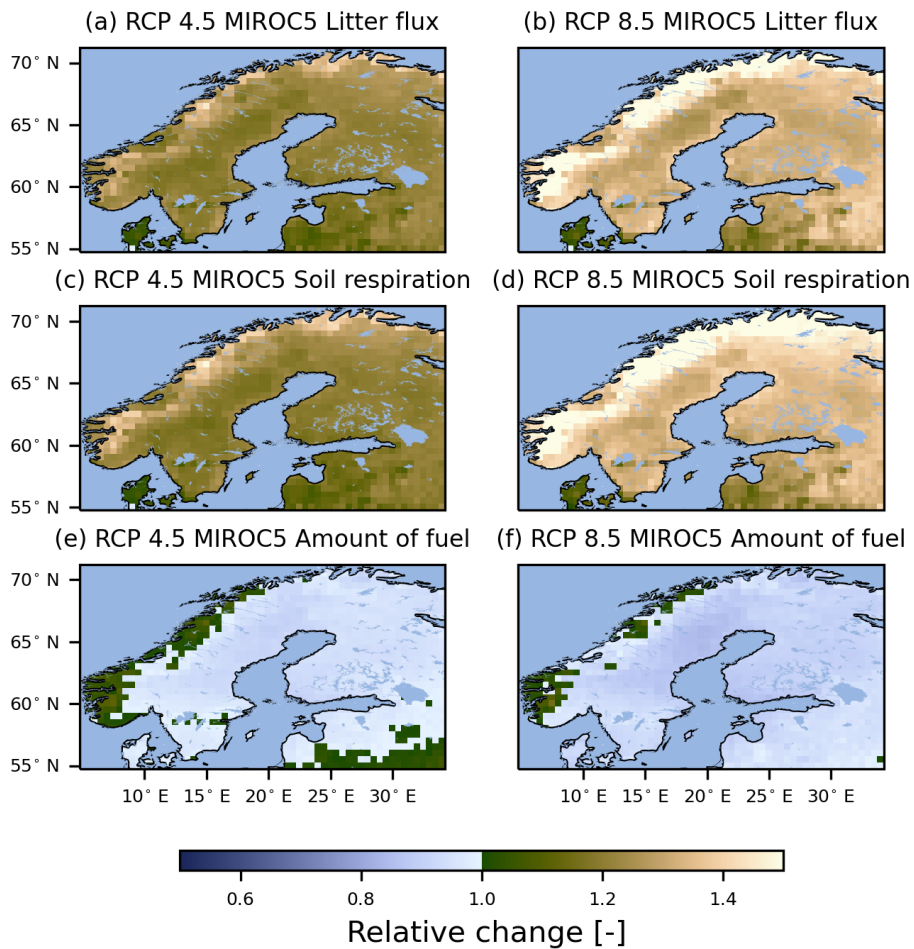 (a) RCP 4.5 MIROC5 Litter flux
(b) RCP 8.5 MIROC5 Litter flux
70° N
65° N
60° N
55° N
(c) RCP 4.5 MIROC5 Soil respiration
(d) RCP 8.5 MIROC5 Soil respiration
70° N
65° N
60° N
55° N
(e) RCP 4.5 MIROC5 Amount of fuel
(f) RCP 8.5 MIROC5 Amount of fuel
70° N
65° N
60° N
55° N
10° E 15° E 20° E 25° E 30° E
10° E 15° E 20° E 25° E 30° E
0.6 0.8 1.0 1.2 1.4
Relative change [-]